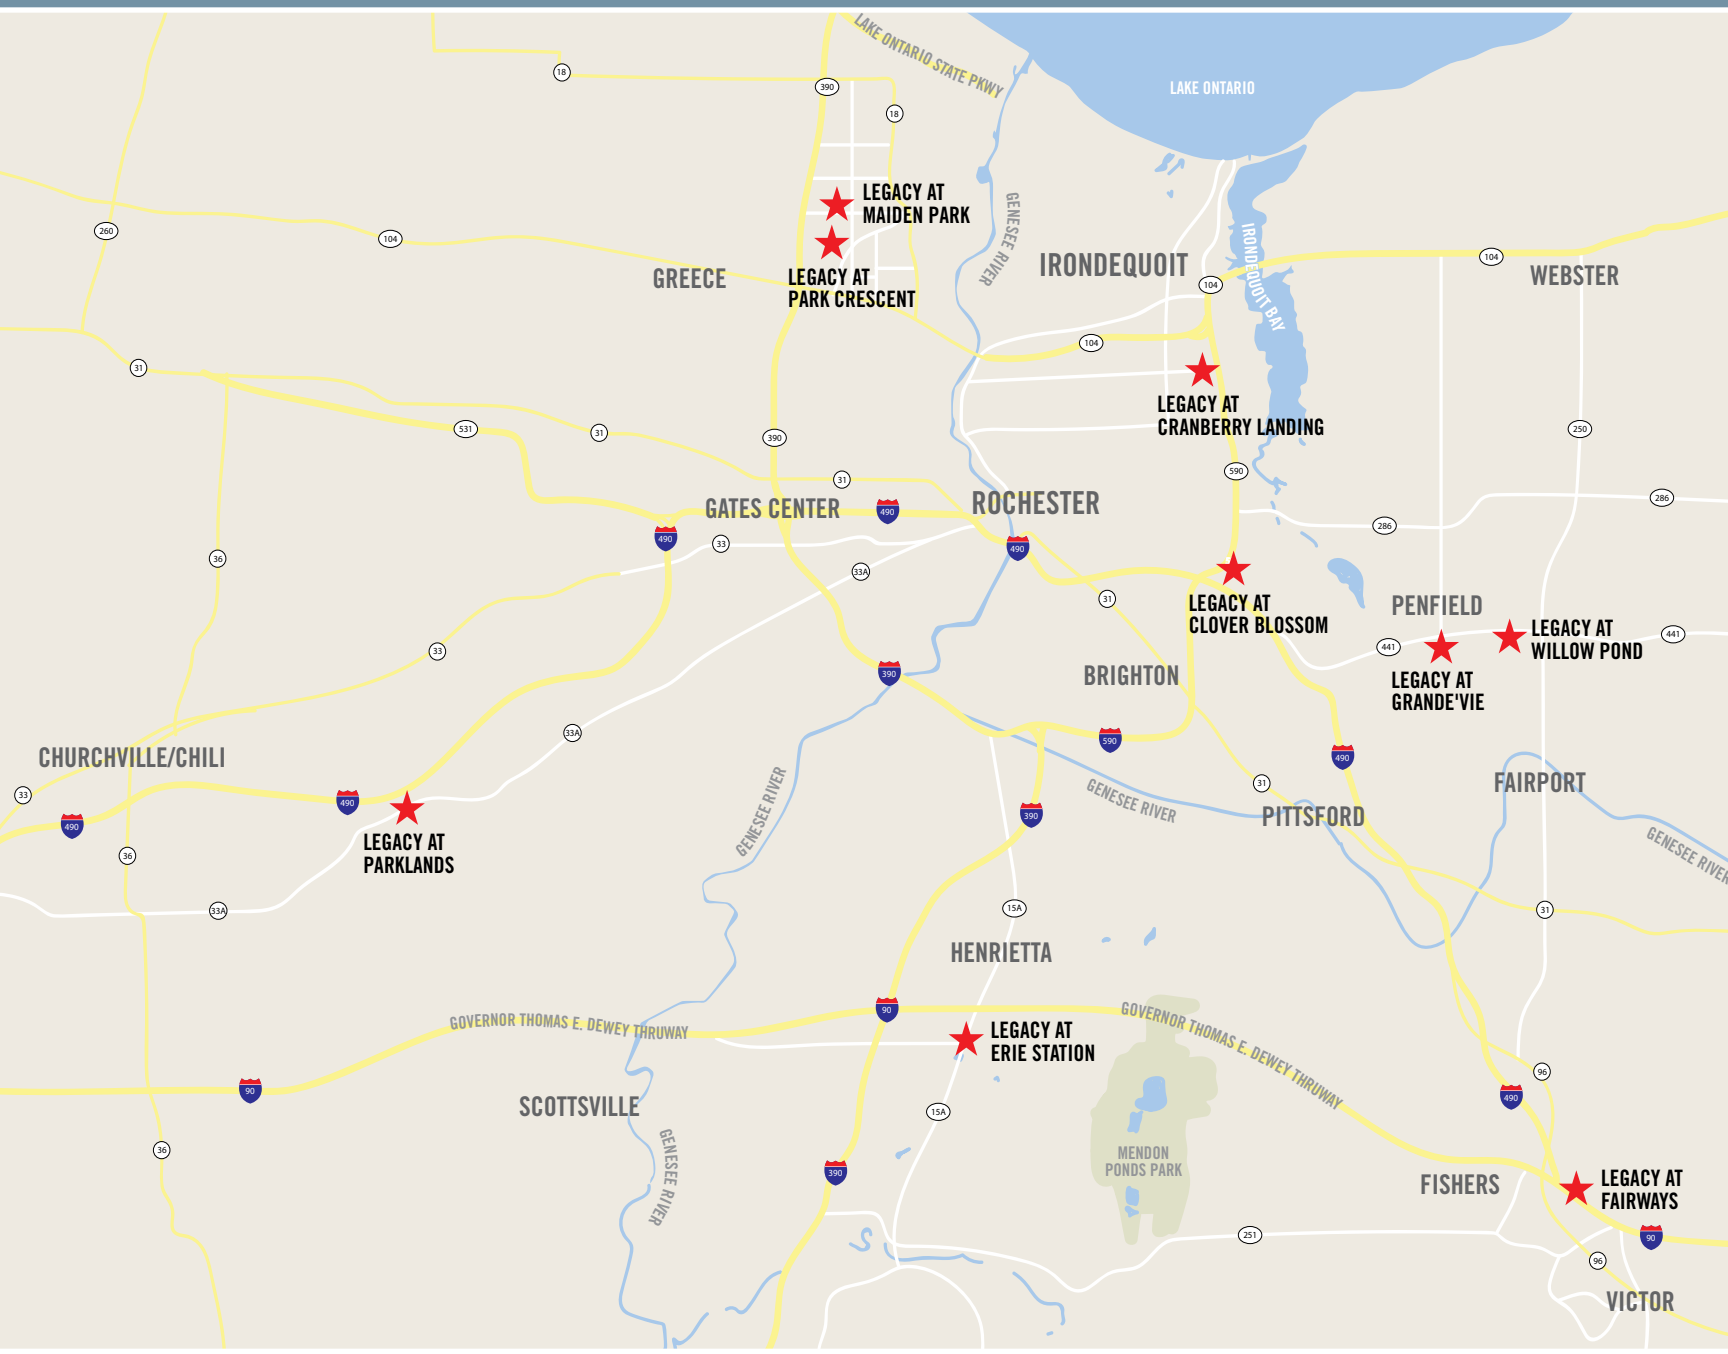 LAKE ONTARIO STATE PKWY
18
390
LAKE ONTARIO
18
LEGACY AT
MAIDEN PARK
GENESEE RIVER
260
104
IRONDEQUOIT BAY
104
GREECE
LEGACY AT
PARK CRESCENT
IRONDEQUOIT
104
WEBSTER
104
31
LEGACY AT
CRANBERRY LANDING
531
31
390
250
590
31
286
GATES CENTER
490
ROCHESTER
286
490
33
490
36
33A
31
LEGACY AT
CLOVER BLOSSOM
PENFIELD
LEGACY AT
WILLOW POND
441
441
33
390
BRIGHTON
LEGACY AT
GRANDE'VIE
33A
590
490
CHURCHVILLE/CHILI
33
490
490
GENESEE RIVER
GENESEE RIVER
31
FAIRPORT
390
PITTSFORD
LEGACY AT
PARKLANDS
36
GENESEE RIVER
33A
15A
31
HENRIETTA
90
GOVERNOR THOMAS E. DEWEY THRUWAY
GOVERNOR THOMAS E. DEWEY THRUWAY
LEGACY AT
ERIE STATION
96
90
490
SCOTTSVILLE
15A
36
GENESEE RIVER
MENDON
PONDS PARK
390
FISHERS
LEGACY AT
FAIRWAYS
251
90
96
VICTOR